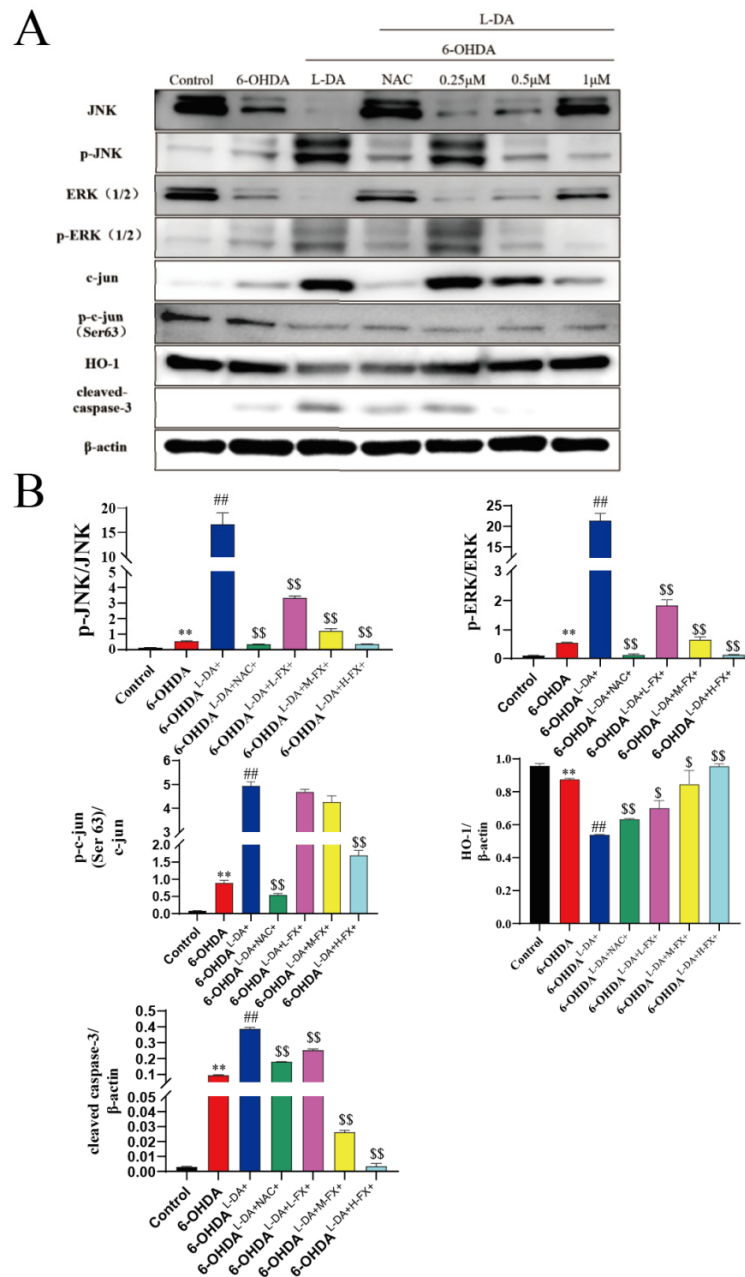 A
L-DA
6-OHDA
Control 6-OHDA L-DA NAC 0.25μM 0.5μM 1μM
JNK
p-JNK
ERK（1/2）
p-ERK（1/2）
c-jun
p-c-jun
（Ser63）
HO-1
cleaved-
caspase-3
β-actin
B
p-JNK/JNK
20
15
10
5
4
3
2
1
0
**
##
$$
$$
$$
$$
Control
6-OHDA
6-OHDA L-DA+
6-OHDA L-DA+NAC+
6-OHDA L-DA+L-FX+
6-OHDA L-DA+M-FX+
6-OHDA L-DA+H-FX+
p-ERK/ERK
25
20
15
10
5
3
2
1
0
**
##
$$
$$
$$
$$
Control
6-OHDA
6-OHDA L-DA+
6-OHDA L-DA+NAC+
6-OHDA L-DA+L-FX+
6-OHDA L-DA+M-FX+
6-OHDA L-DA+H-FX+
p-c-jun
(Ser 63)/
c-jun
6
5
4
3
2.0
1.5
1.0
0.5
0.0
**
##
$$
$$
Control
6-OHDA
6-OHDA L-DA+
6-OHDA L-DA+NAC+
6-OHDA L-DA+L-FX+
6-OHDA L-DA+M-FX+
6-OHDA L-DA+H-FX+
HO-1/
β-actin
1.0
0.8
0.6
0.4
0.2
0.0
**
##
$$
$
$
$$
Control
6-OHDA
6-OHDA L-DA+
6-OHDA L-DA+NAC+
6-OHDA L-DA+L-FX+
6-OHDA L-DA+M-FX+
6-OHDA L-DA+H-FX+
cleaved caspase-3/
β-actin
0.5
0.4
0.3
0.2
0.1
0.05
0.04
0.03
0.02
0.01
0.00
**
##
$$
$$
$$
$$
Control
6-OHDA
6-OHDA L-DA+
6-OHDA L-DA+NAC+
6-OHDA L-DA+L-FX+
6-OHDA L-DA+M-FX+
6-OHDA L-DA+H-FX+